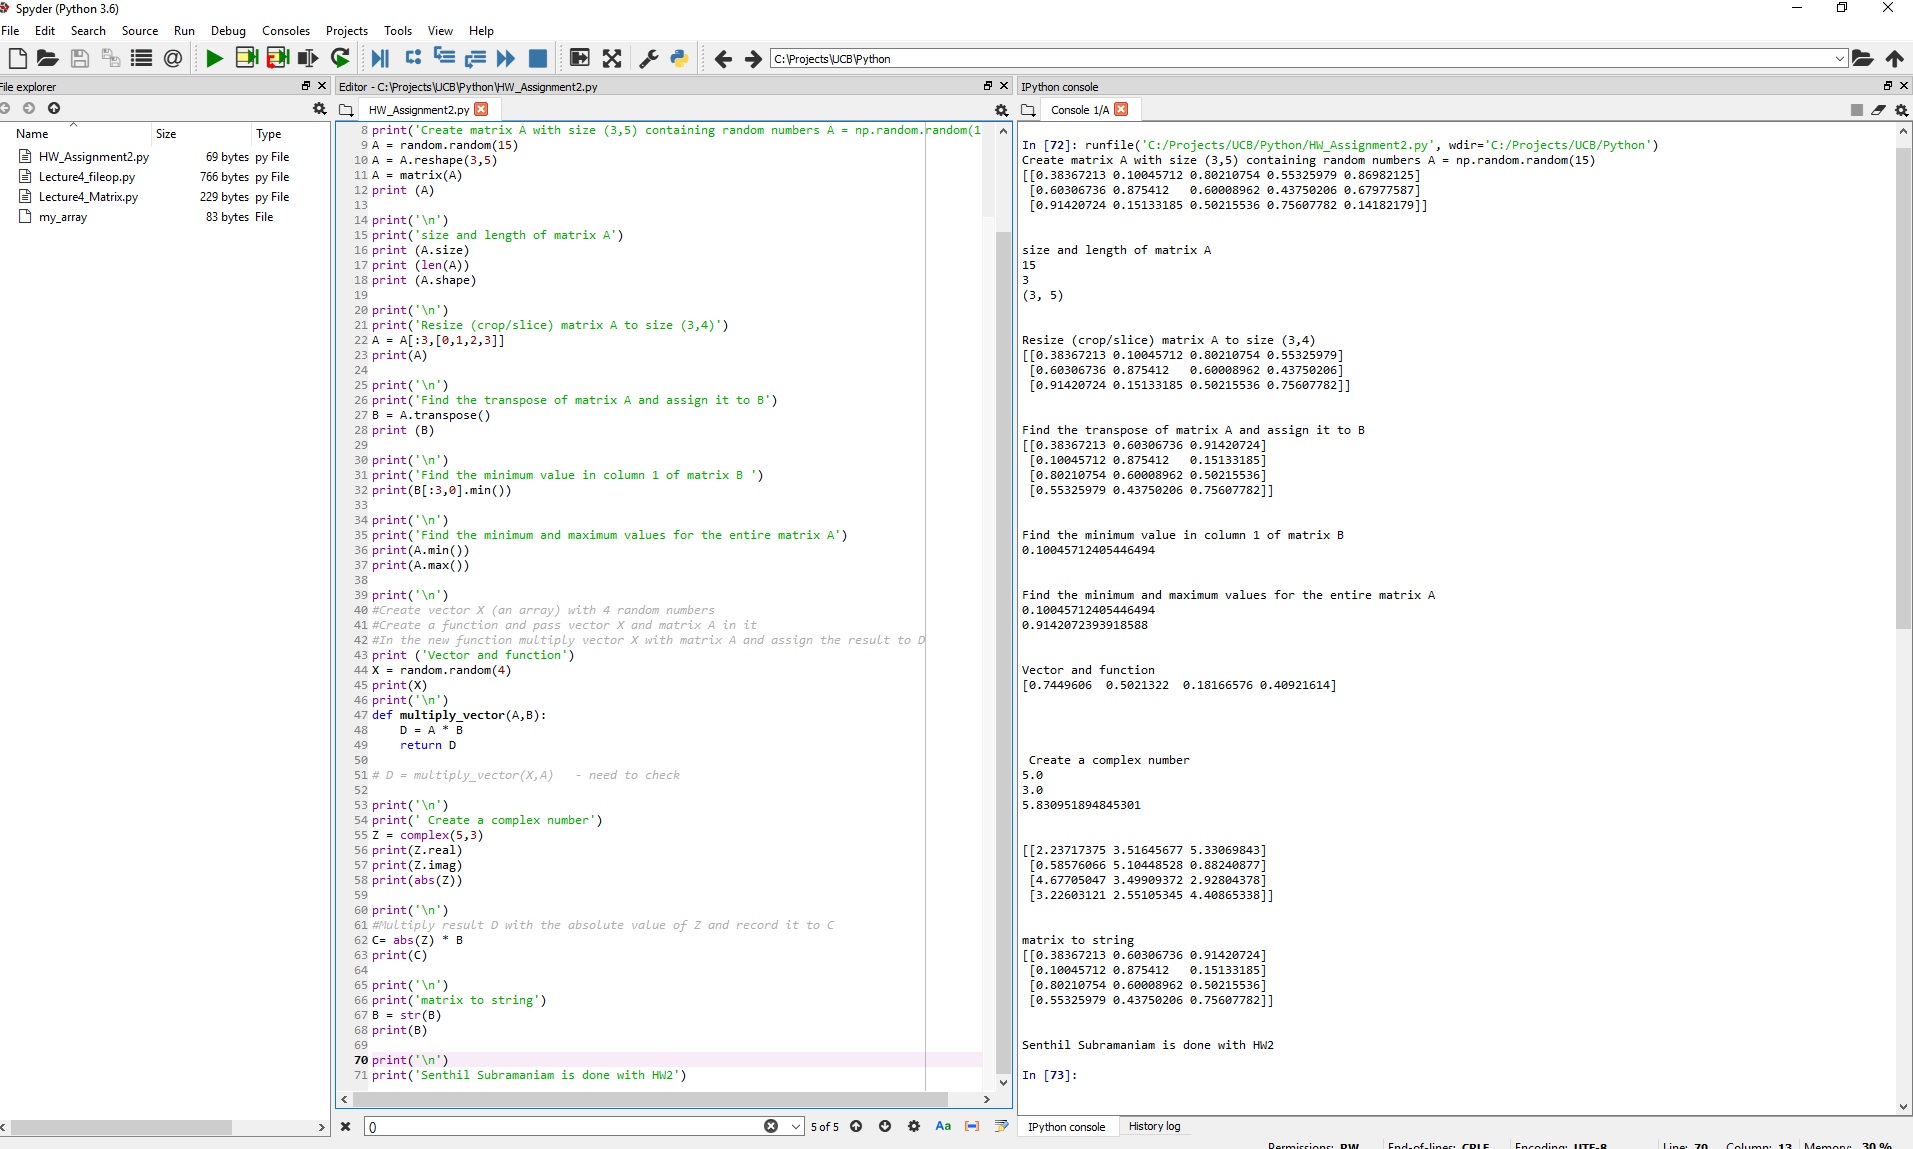 Spyder (Python 3.6)
File Edit Search Source Run Debug Consoles Projects Tools View Help
C:\Projects\UCB\Python
File explorer
Name Size Type
HW_Assignment2.py 69 bytes py File
Lecture4_fileop.py 766 bytes py File
Lecture4_Matrix.py 229 bytes py File
my_array 83 bytes File
Editor - C:\Projects\UCB\Python\HW_Assignment2.py
HW_Assignment2.py
8 print('Create matrix A with size (3,5) containing random numbers A = np.random.random(1
9 A = random.random(15)
10 A = A.reshape(3,5)
11 A = matrix(A)
12 print (A)
13
14 print('\n')
15 print('size and length of matrix A')
16 print (A.size)
17 print (len(A))
18 print (A.shape)
19
20 print('\n')
21 print('Resize (crop/slice) matrix A to size (3,4)')
22 A = A[:3,[0,1,2,3]]
23 print(A)
24
25 print('\n')
26 print('Find the transpose of matrix A and assign it to B')
27 B = A.transpose()
28 print (B)
29
30 print('\n')
31 print('Find the minimum value in column 1 of matrix B ')
32 print(B[:3,0].min())
33
34 print('\n')
35 print('Find the minimum and maximum values for the entire matrix A')
36 print(A.min())
37 print(A.max())
38
39 print('\n')
40 #Create vector X (an array) with 4 random numbers
41 #Create a function and pass vector X and matrix A in it
42 #In the new function multiply vector X with matrix A and assign the result to D
43 print ('Vector and function')
44 X = random.random(4)
45 print(X)
46 print('\n')
47 def multiply_vector(A,B):
48     D = A * B
49     return D
50
51 # D = multiply_vector(X,A)   - need to check
52
53 print('\n')
54 print(' Create a complex number')
55 Z = complex(5,3)
56 print(Z.real)
57 print(Z.imag)
58 print(abs(Z))
59
60 print('\n')
61 #Multiply result D with the absolute value of Z and record it to C
62 C= abs(Z) * B
63 print(C)
64
65 print('\n')
66 print('matrix to string')
67 B = str(B)
68 print(B)
69
70 print('\n')
71 print('Senthil Subramaniam is done with HW2')
() 5 of 5 Aa
IPython console
Console 1/A
In [72]: runfile('C:/Projects/UCB/Python/HW_Assignment2.py', wdir='C:/Projects/UCB/Python')
Create matrix A with size (3,5) containing random numbers A = np.random.random(15)
[[0.38367213 0.10045712 0.80210754 0.55325979 0.86982125]
[0.60306736 0.875412   0.60008962 0.43750206 0.67977587]
[0.91420724 0.15133185 0.50215536 0.75607782 0.14182179]]
size and length of matrix A
15
3
(3, 5)
Resize (crop/slice) matrix A to size (3,4)
[[0.38367213 0.10045712 0.80210754 0.55325979]
[0.60306736 0.875412   0.60008962 0.43750206]
[0.91420724 0.15133185 0.50215536 0.75607782]]
Find the transpose of matrix A and assign it to B
[[0.38367213 0.60306736 0.91420724]
[0.10045712 0.875412   0.15133185]
[0.80210754 0.60008962 0.50215536]
[0.55325979 0.43750206 0.75607782]]
Find the minimum value in column 1 of matrix B
0.10045712405446494
Find the minimum and maximum values for the entire matrix A
0.10045712405446494
0.9142072393918588
Vector and function
[0.7449606  0.5021322  0.18166576 0.40921614]
Create a complex number
5.0
3.0
5.830951894845301
[[2.23717375 3.51645677 5.33069843]
[0.58576066 5.10448528 0.88240877]
[4.67705047 3.49909372 2.92804378]
[3.22603121 2.55105345 4.40865338]]
matrix to string
[[0.38367213 0.60306736 0.91420724]
[0.10045712 0.875412   0.15133185]
[0.80210754 0.60008962 0.50215536]
[0.55325979 0.43750206 0.75607782]]
Senthil Subramaniam is done with HW2
In [73]:
IPython console History log
Permissions: RW End-of-lines: CRLF Encoding: UTF-8 Line: 70 Column: 13 Memory: 30 %